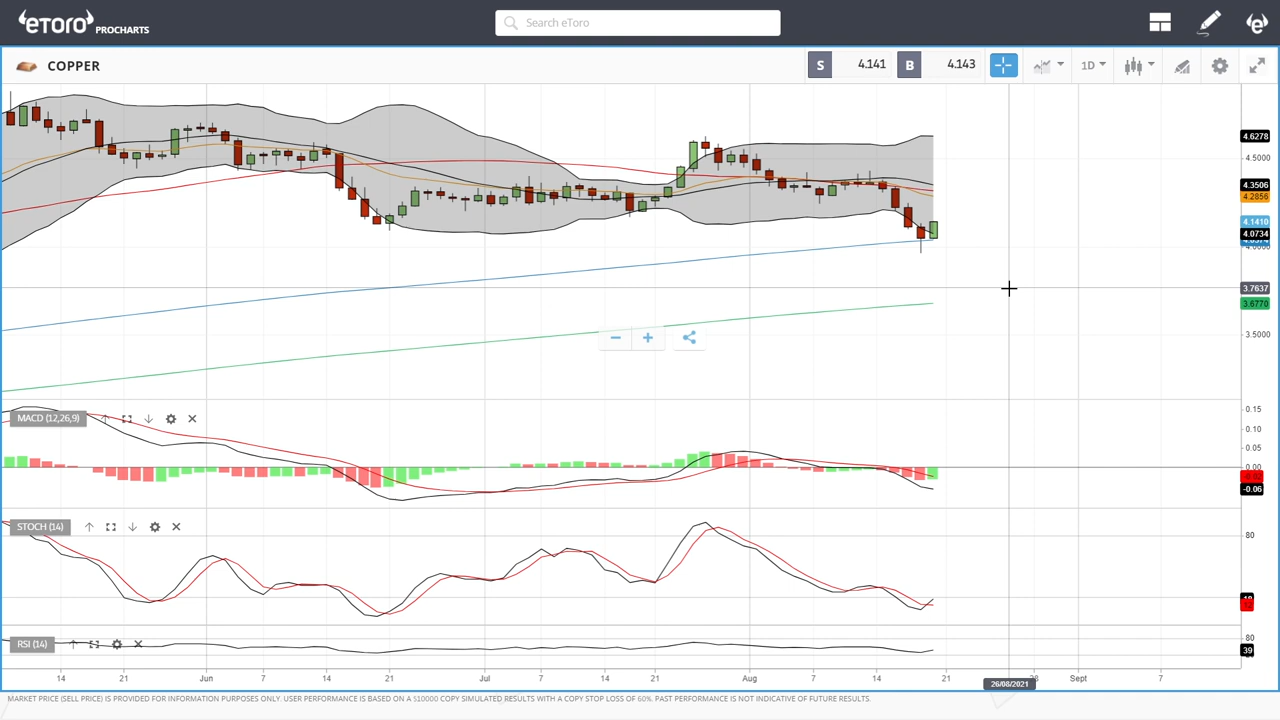 eToro PROCHARTS
Search eToro
COPPER
S 4.141 B 4.143
1D
4.6278
4.5000
4.3506
4.2856
4.1410
4.0734
3.7637
3.6770
3.5000
MACD (12,26,9)
0.15
0.10
0.05
0.00
-0.06
STOCH (14)
80
RSI (14)
80
39
14 21 Jun 7 14 21 Jul 7 14 21 Aug 7 14 21 28 Sept 7
26/08/2021
MARKET PRICE (SELL PRICE) IS PROVIDED FOR INFORMATION PURPOSES ONLY. USER PERFORMANCE IS BASED ON A $10000 COPY SIMULATED RESULTS WITH A COPY STOP LOSS OF 60%. PAST PERFORMANCE IS NOT INDICATIVE OF FUTURE RESULTS.